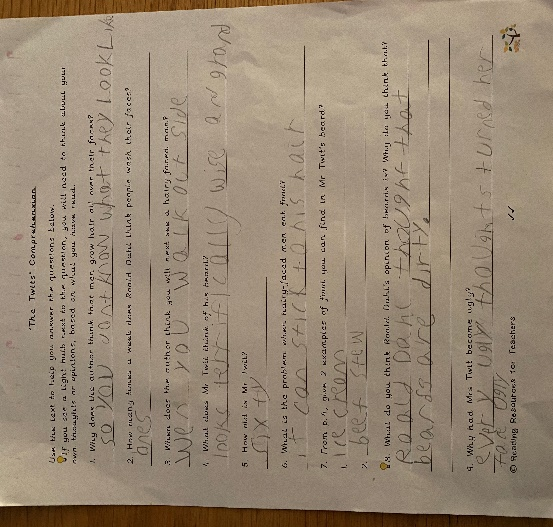 'The Twits' Comprehension
Use the text to help you answer the questions below.
If you see a light bulb next to the question, you will need to think about your
own thoughts or opinions, based on what you have read.
1. Why does the author think that men grow hair all over their faces?
so you dont know what they look Like
2. How many times a week does Roald Dahl think people wash their faces?
ones
3. When does the author think you will next see a hairy faced man?
Wen you walk out side
4. What does Mr Twit think of his beard?
looks terrifically wise and grand
5 How old is Mr Twit?
six ty
6. What is the problem when hairy-faced men eat food?
it can stick to his hair
7. From p.4, give 2 examples of food you can find in Mr Twit's beard?
1. ice cream
2. beef stew
8. What do you think Roald Dahl's opinion of beards is? Why do you think that?
Roald Dahl thought that
beards are dirty.
9. Why had Mrs Twit become ugly?
Every ugly thoughts turned her
face ugly
© Reading Resources for Teachers